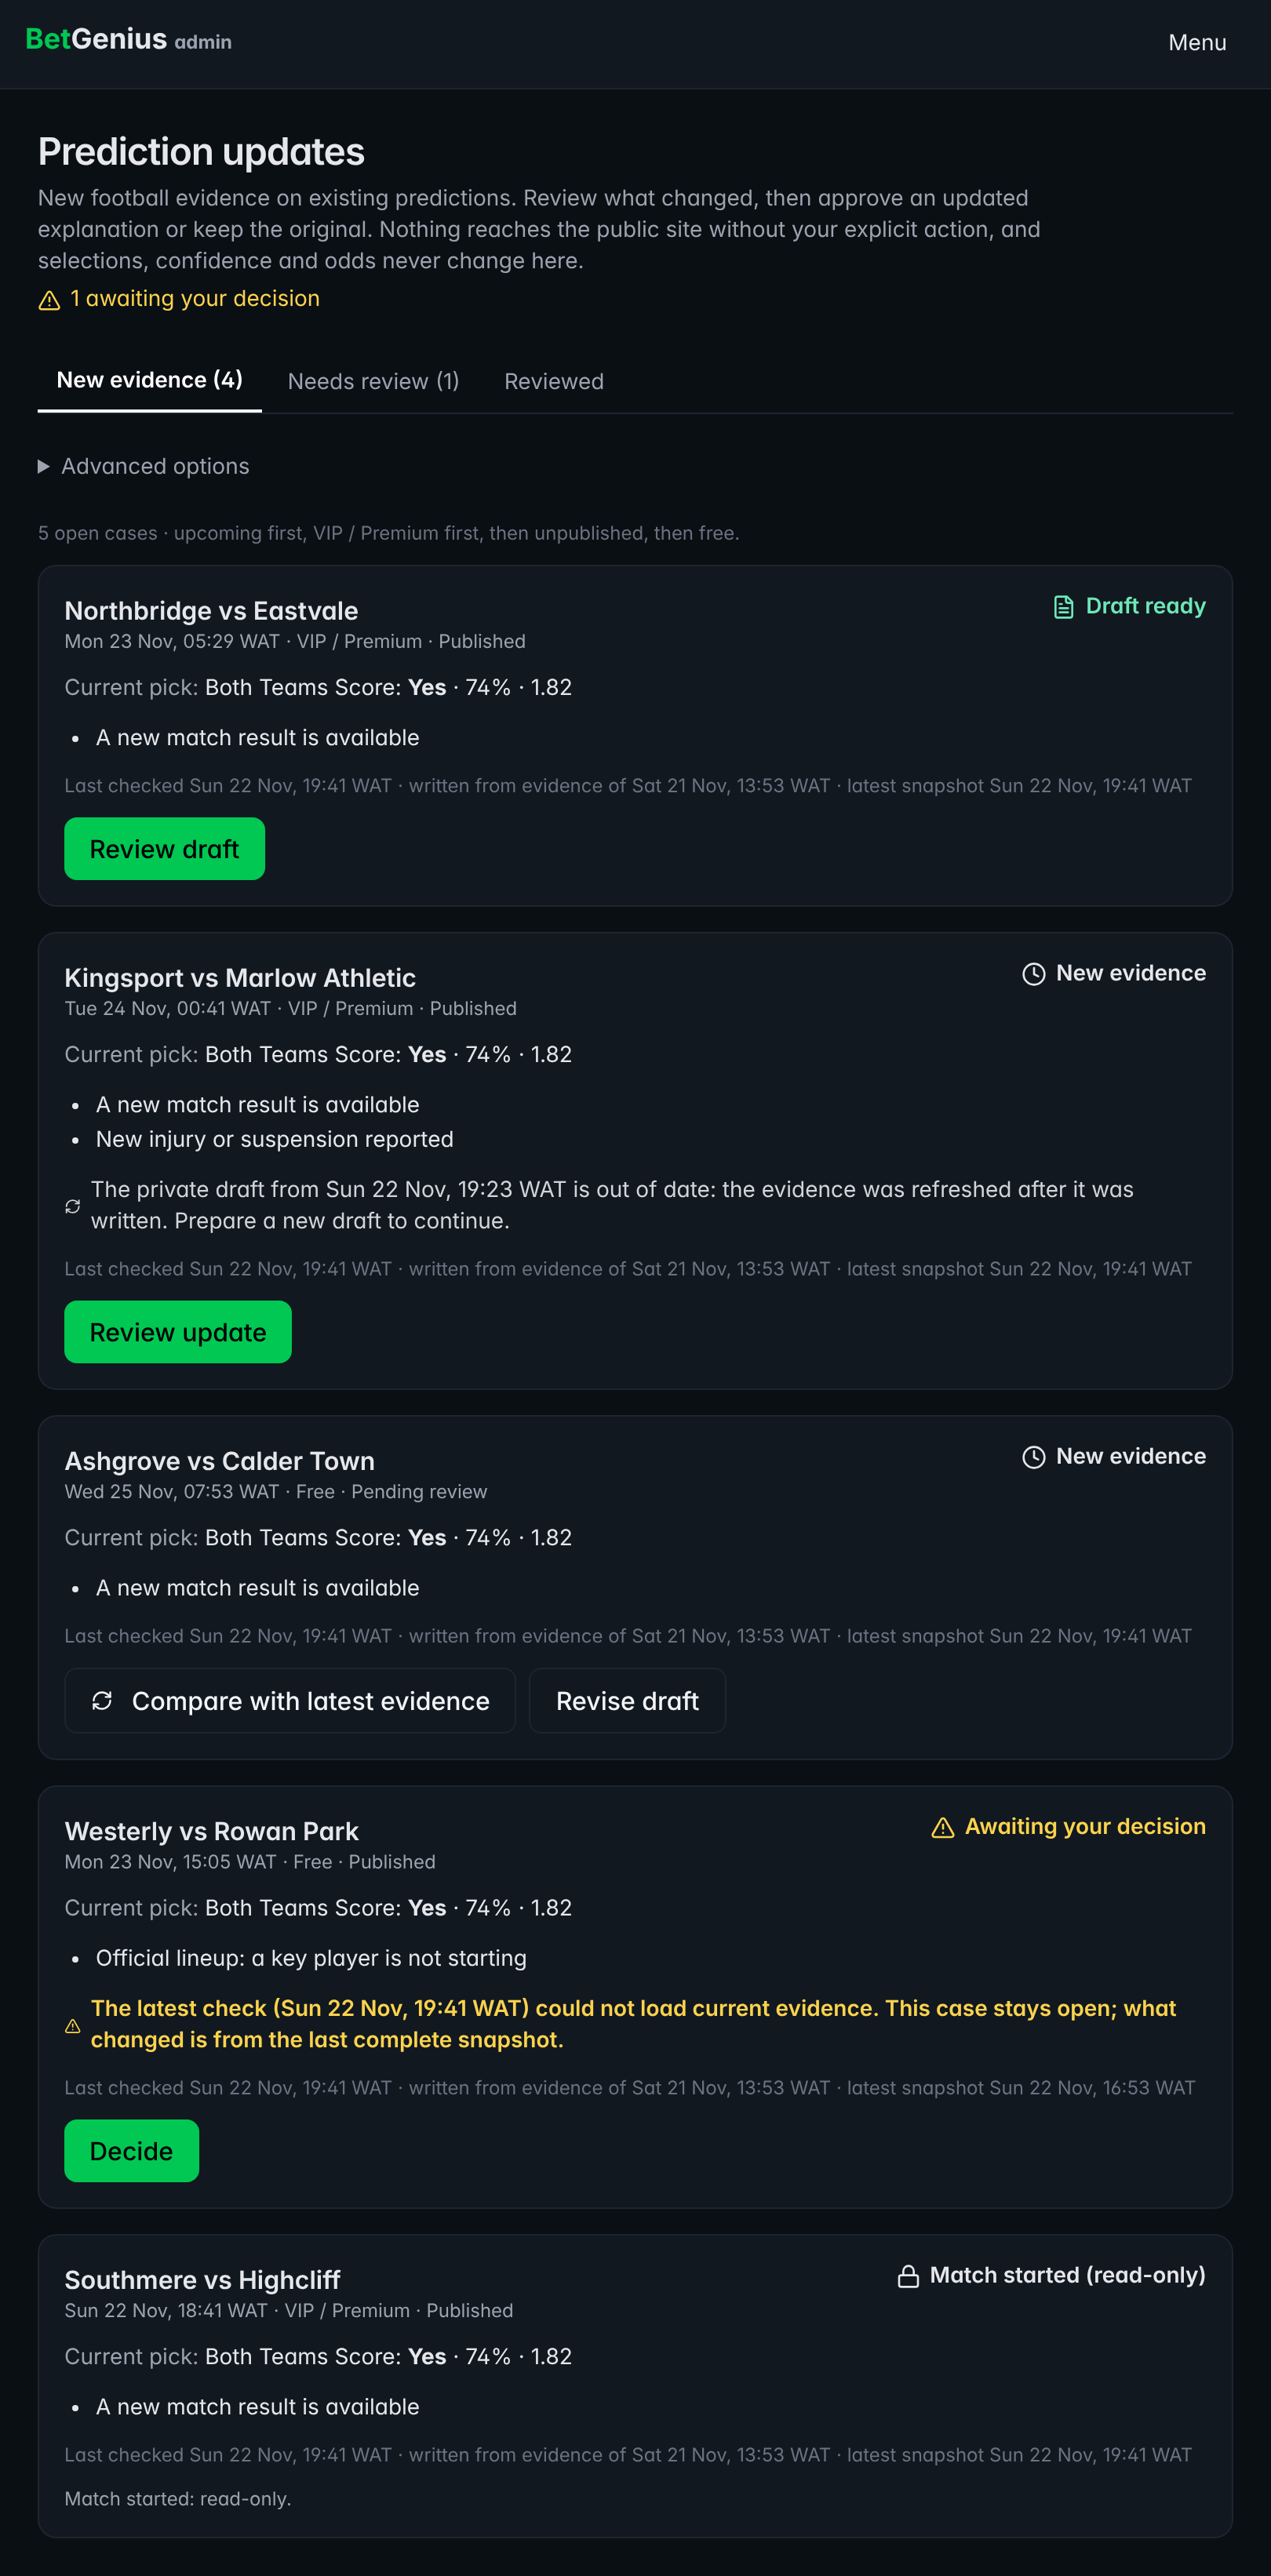 BetGenius admin
Menu
Prediction updates
New football evidence on existing predictions. Review what changed, then approve an updated
explanation or keep the original. Nothing reaches the public site without your explicit action, and
selections, confidence and odds never change here.
1 awaiting your decision
New evidence (4)
Needs review (1)
Reviewed
Advanced options
5 open cases · upcoming first, VIP / Premium first, then unpublished, then free.
Northbridge vs Eastvale
Draft ready
Mon 23 Nov, 05:29 WAT · VIP / Premium · Published
Current pick: Both Teams Score: Yes · 74% · 1.82
• A new match result is available
Last checked Sun 22 Nov, 19:41 WAT · written from evidence of Sat 21 Nov, 13:53 WAT · latest snapshot Sun 22 Nov, 19:41 WAT
Review draft
Kingsport vs Marlow Athletic
New evidence
Tue 24 Nov, 00:41 WAT · VIP / Premium · Published
Current pick: Both Teams Score: Yes · 74% · 1.82
• A new match result is available
• New injury or suspension reported
The private draft from Sun 22 Nov, 19:23 WAT is out of date: the evidence was refreshed after it was
written. Prepare a new draft to continue.
Last checked Sun 22 Nov, 19:41 WAT · written from evidence of Sat 21 Nov, 13:53 WAT · latest snapshot Sun 22 Nov, 19:41 WAT
Review update
Ashgrove vs Calder Town
New evidence
Wed 25 Nov, 07:53 WAT · Free · Pending review
Current pick: Both Teams Score: Yes · 74% · 1.82
• A new match result is available
Last checked Sun 22 Nov, 19:41 WAT · written from evidence of Sat 21 Nov, 13:53 WAT · latest snapshot Sun 22 Nov, 19:41 WAT
Compare with latest evidence
Revise draft
Westerly vs Rowan Park
Awaiting your decision
Mon 23 Nov, 15:05 WAT · Free · Published
Current pick: Both Teams Score: Yes · 74% · 1.82
• Official lineup: a key player is not starting
The latest check (Sun 22 Nov, 19:41 WAT) could not load current evidence. This case stays open; what
changed is from the last complete snapshot.
Last checked Sun 22 Nov, 19:41 WAT · written from evidence of Sat 21 Nov, 13:53 WAT · latest snapshot Sun 22 Nov, 16:53 WAT
Decide
Southmere vs Highcliff
Match started (read-only)
Sun 22 Nov, 18:41 WAT · VIP / Premium · Published
Current pick: Both Teams Score: Yes · 74% · 1.82
• A new match result is available
Last checked Sun 22 Nov, 19:41 WAT · written from evidence of Sat 21 Nov, 13:53 WAT · latest snapshot Sun 22 Nov, 19:41 WAT
Match started: read-only.